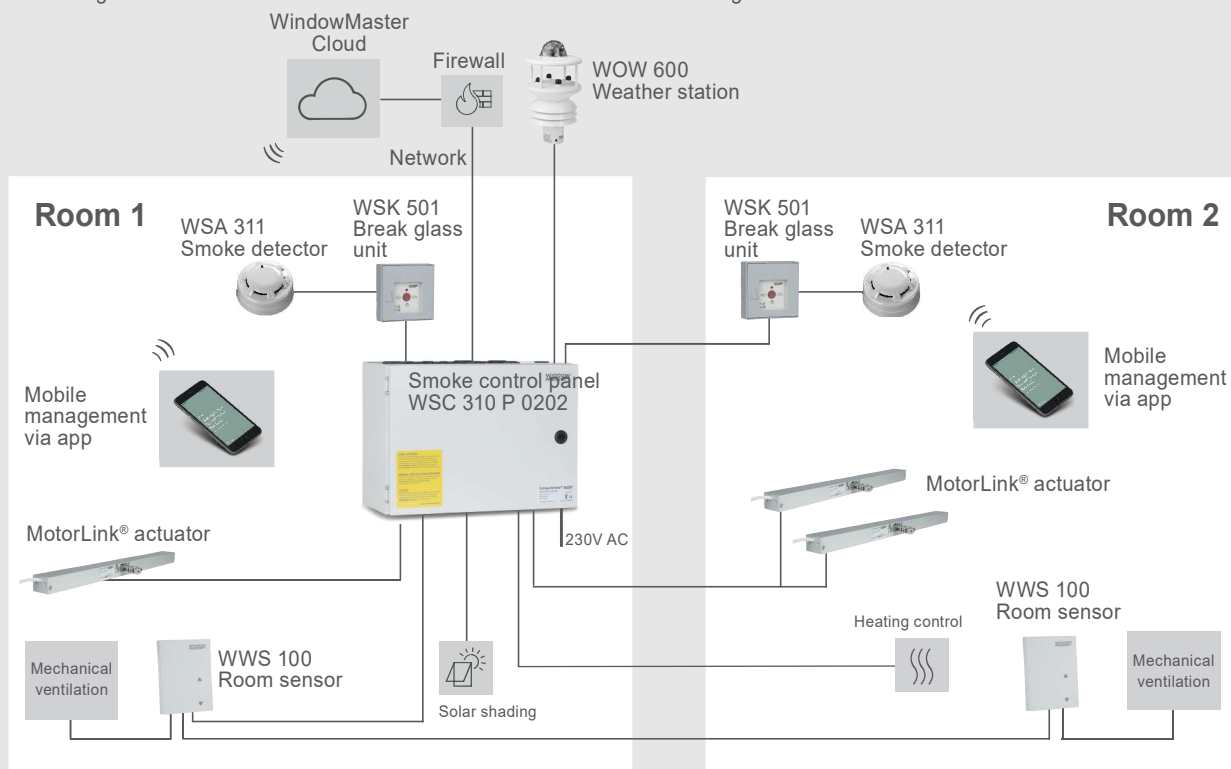 WindowMaster
Cloud
Firewall
WOW 600
Weather station
Network
Room 1
WSA 311
Smoke detector
WSK 501
Break glass
unit
WSK 501
Break glass
unit
WSA 311
Smoke detector
Room 2
Mobile
management
via app
Smoke control panel
WSC 310 P 0202
Mobile
management
via app
MotorLink® actuator
230V AC
MotorLink® actuator
WWS 100
Room sensor
Heating control
Mechanical
ventilation
WWS 100
Room sensor
Solar shading
Mechanical
ventilation